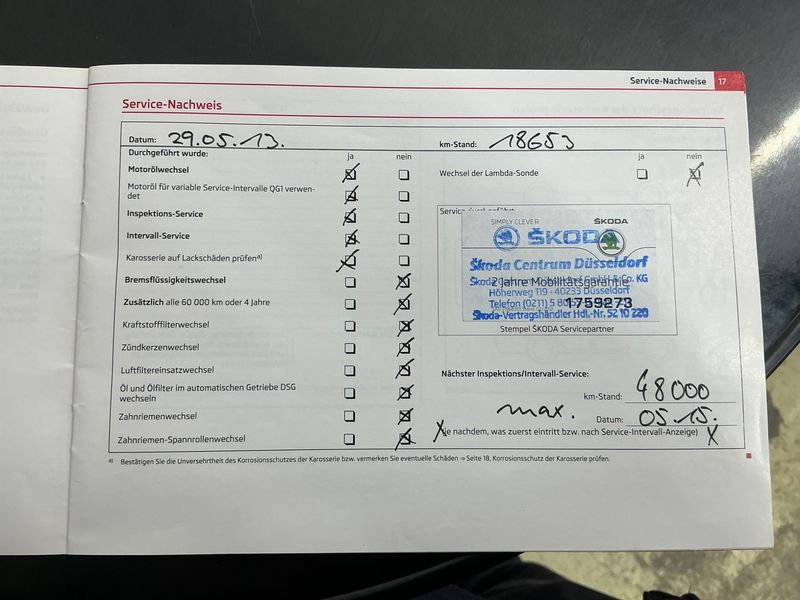 Service-Nachweise 17
Service-Nachweis
Datum: 29.05.13. km-Stand: 18653
Durchgeführt wurde: ja nein ja nein
Motorölwechsel Wechsel der Lambda-Sonde
Motoröl für variable Service-Intervalle QG1 verwen-
det
Inspektions-Service
Intervall-Service
Karosserie auf Lackschäden prüfen a)
Bremsflüssigkeitswechsel
Zusätzlich alle 60 000 km oder 4 Jahre
Kraftstofffilterwechsel
Zündkerzenwechsel
Luftfiltereinsatzwechsel
Öl und Ölfilter im automatischen Getriebe DSG
wechseln
Zahnriemenwechsel
Zahnriemen-Spannrollenwechsel
Service
SIMPLY CLEVER ŠKODA
ŠKODA
Škoda Centrum Düsseldorf
2 Jahre Mobilitätsgarantie
Höherweg 119 - 40233 Düsseldorf
Telefon (0211) 5 80
1759273
Škoda-Vertragshändler Hdl.-Nr. 52 10 220
Stempel ŠKODA Servicepartner
Nächster Inspektions/Intervall-Service:
km-Stand: 48000
max. Datum: 05.15.
(je nachdem, was zuerst eintritt bzw. nach Service-Intervall-Anzeige)
a) Bestätigen Sie die Unversehrtheit des Korrosionsschutzes der Karosserie bzw. vermerken Sie eventuelle Schäden ⇒ Seite 18, Korrosionsschutz der Karosserie prüfen.